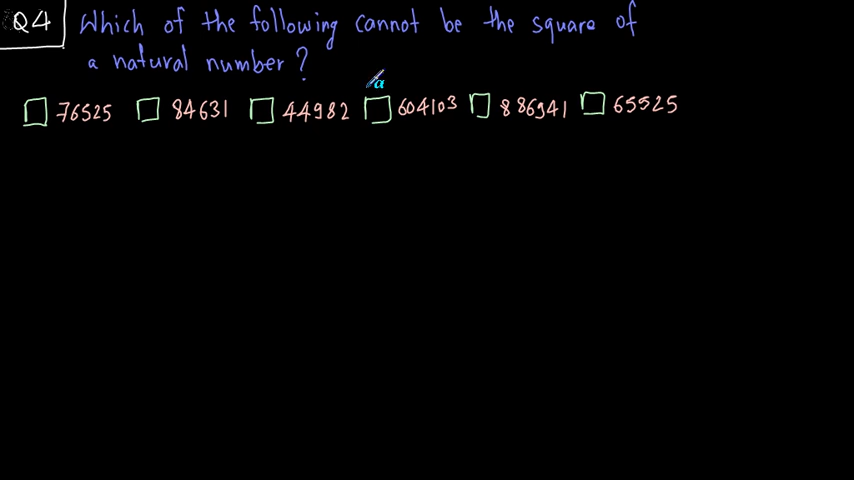 Q4 Which of the following cannot be the square of
a natural number?
a
76525 84631 44982 604103 886941 65525